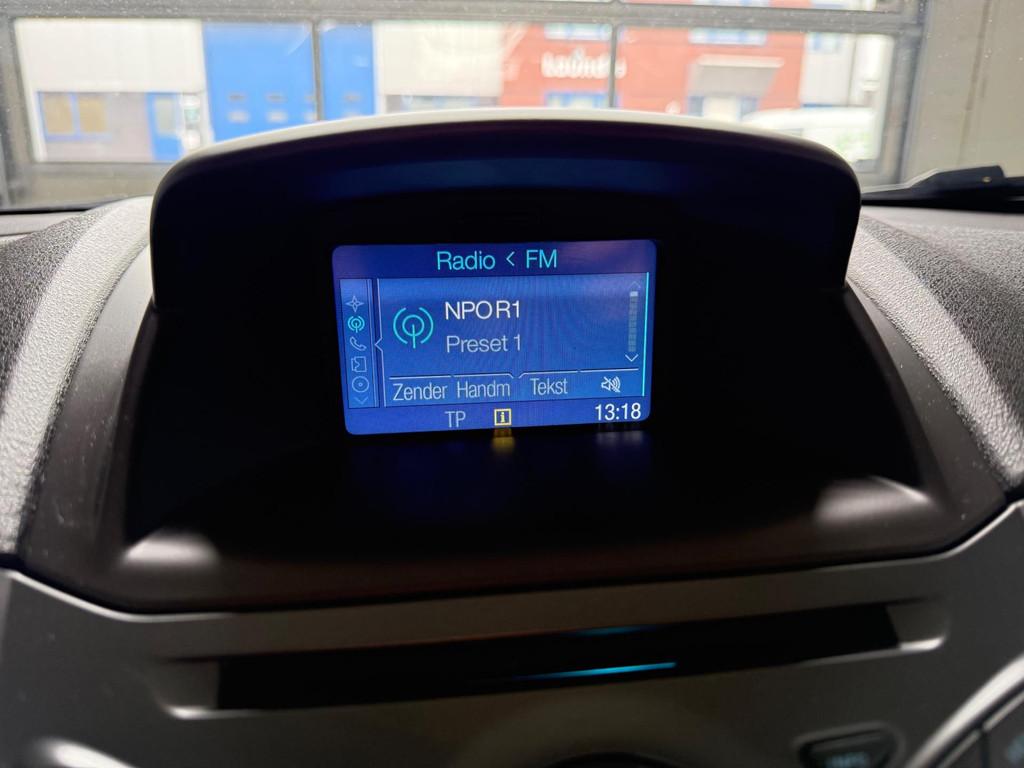 Radio < FM
NPO R1
Preset 1
Zender Handm Tekst
TP i 13:18